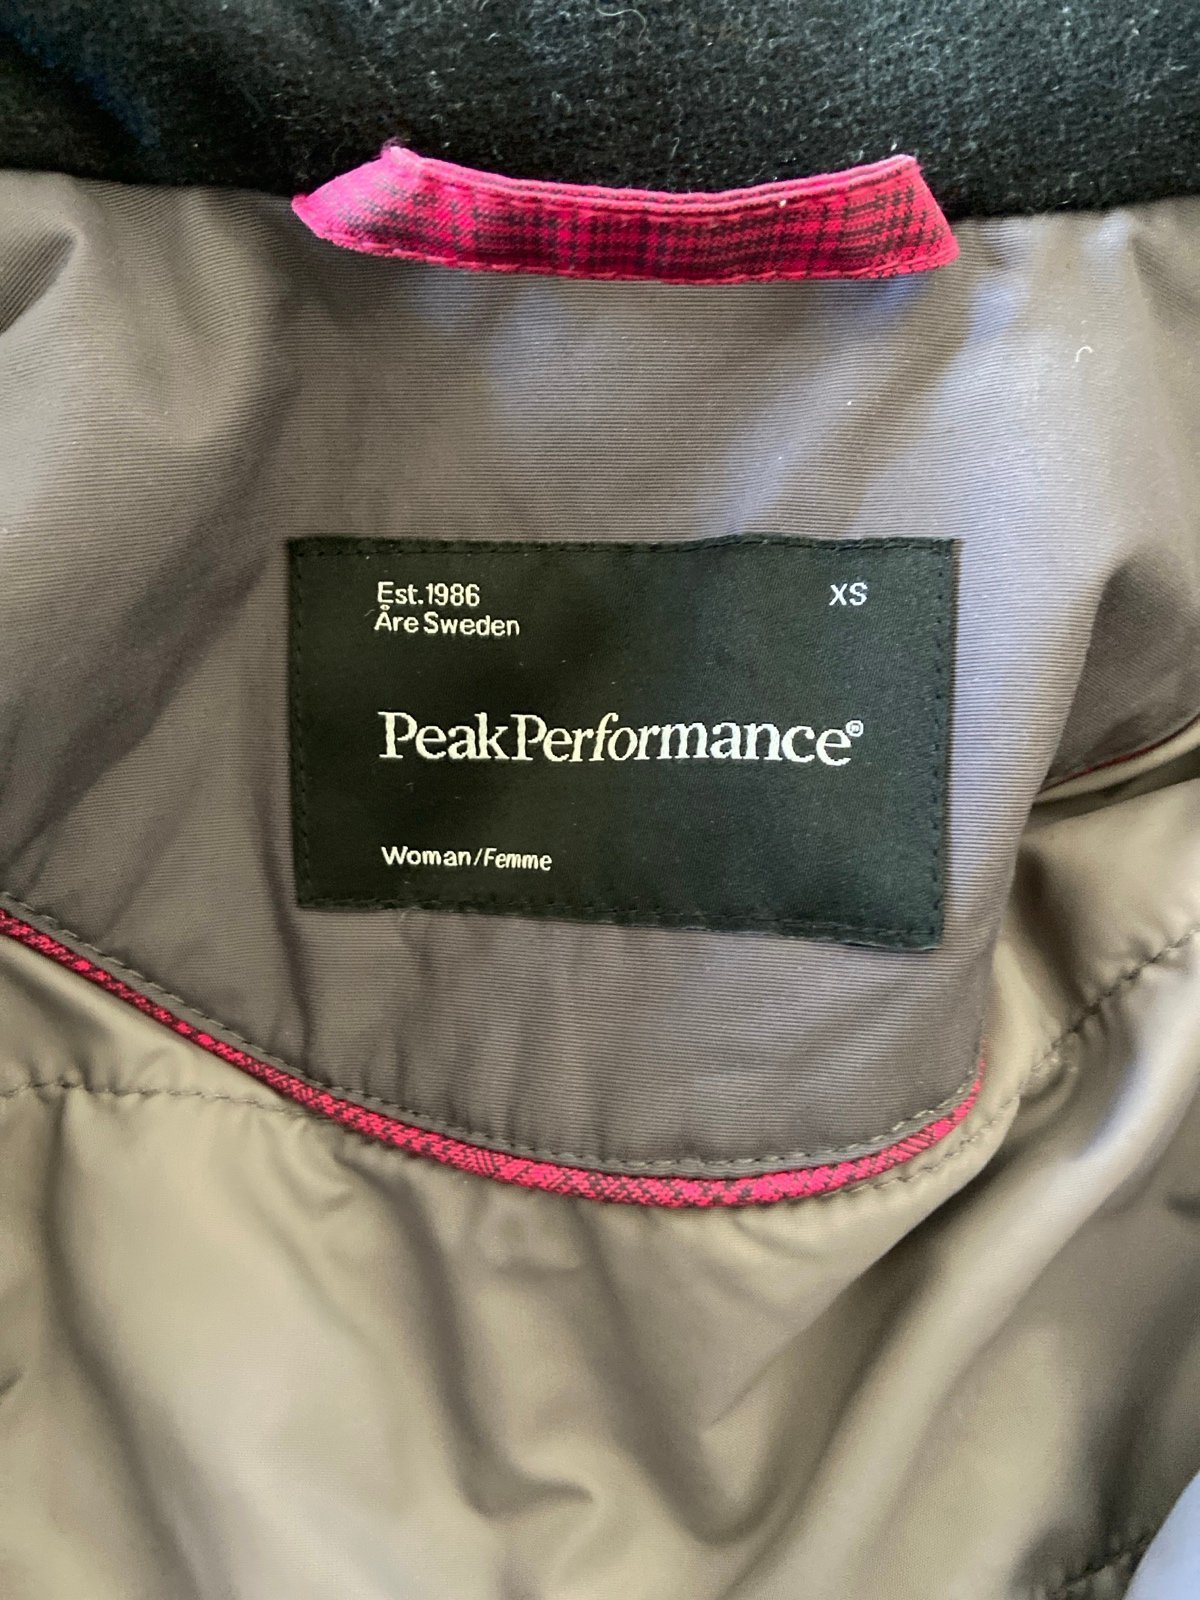 Est.1986
XS
Åre Sweden
PeakPerformance®
Woman/Femme